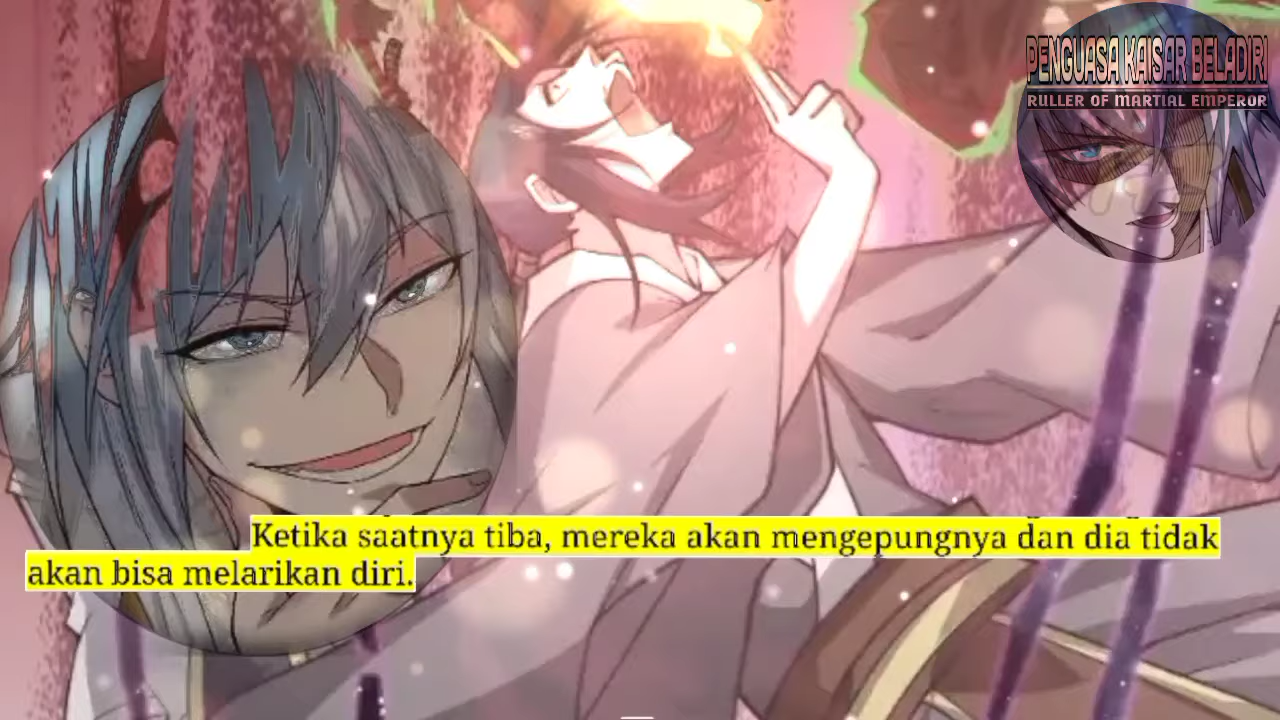 PENGUASA KAISAR BELADIRI
RULLER OF MARTIAL EMPEROR
Ketika saatnya tiba, mereka akan mengepungnya dan dia tidak
akan bisa melarikan diri.